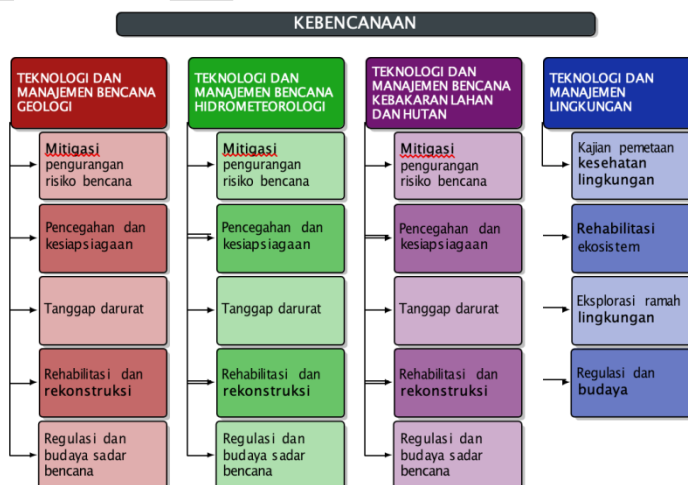 KEBENCANAAN
TEKNOLOGI DAN
MANAJEMEN BENCANA
GEOLOGI
Mitigasi
pengurangan
risiko bencana
Pencegahan dan
kesiapsiagaan
Tanggap darurat
Rehabilitasi dan
rekonstruksi
Regulasi dan
budaya sadar
bencana
TEKNOLOGI DAN
MANAJEMEN BENCANA
HIDROMETEOROLOGI
Mitigasi
pengurangan
risiko bencana
Pencegahan dan
kesiapsiagaan
Tanggap darurat
Rehabilitasi dan
rekonstruksi
Regulasi dan
budaya sadar
bencana
TEKNOLOGI DAN
MANAJEMEN BENCANA
KEBAKARAN LAHAN
DAN HUTAN
Mitigasi
pengurangan
risiko bencana
Pencegahan dan
kesiapsiagaan
Tanggap darurat
Rehabilitasi dan
rekonstruksi
Regulasi dan
budaya sadar
bencana
TEKNOLOGI DAN
MANAJEMEN
LINGKUNGAN
Kajian pemetaan
kesehatan
lingkungan
Rehabilitasi
ekosistem
Eksplorasi ramah
lingkungan
Regulasi dan
budaya